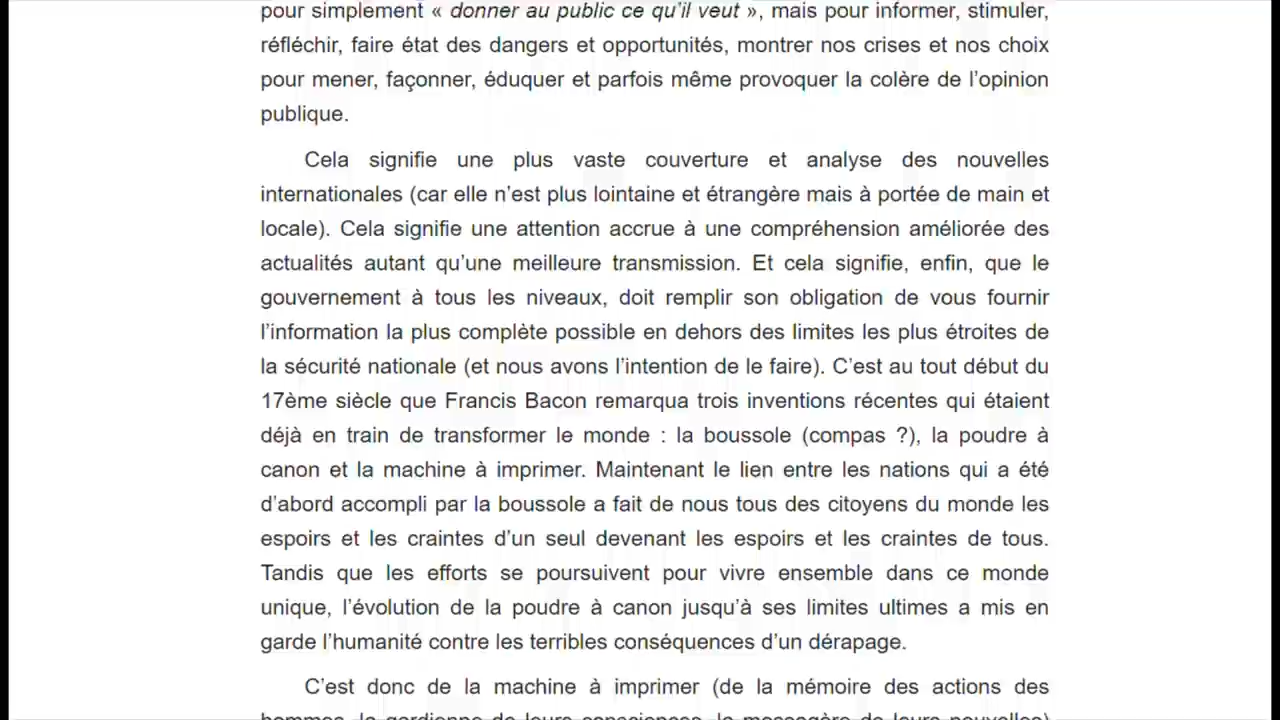 pour simplement « donner au public ce qu'il veut », mais pour informer, stimuler,
réfléchir, faire état des dangers et opportunités, montrer nos crises et nos choix
pour mener, façonner, éduquer et parfois même provoquer la colère de l'opinion
publique.
Cela signifie une plus vaste couverture et analyse des nouvelles
internationales (car elle n'est plus lointaine et étrangère mais à portée de main et
locale). Cela signifie une attention accrue à une compréhension améliorée des
actualités autant qu'une meilleure transmission. Et cela signifie, enfin, que le
gouvernement à tous les niveaux, doit remplir son obligation de vous fournir
l'information la plus complète possible en dehors des limites les plus étroites de
la sécurité nationale (et nous avons l'intention de le faire). C'est au tout début du
17ème siècle que Francis Bacon remarqua trois inventions récentes qui étaient
déjà en train de transformer le monde : la boussole (compas ?), la poudre à
canon et la machine à imprimer. Maintenant le lien entre les nations qui a été
d'abord accompli par la boussole a fait de nous tous des citoyens du monde les
espoirs et les craintes d'un seul devenant les espoirs et les craintes de tous.
Tandis que les efforts se poursuivent pour vivre ensemble dans ce monde
unique, l'évolution de la poudre à canon jusqu'à ses limites ultimes a mis en
garde l'humanité contre les terribles conséquences d'un dérapage.
C'est donc de la machine à imprimer (de la mémoire des actions des
hommes, la gardienne de leurs consciences, la messagère de leurs nouvelles)